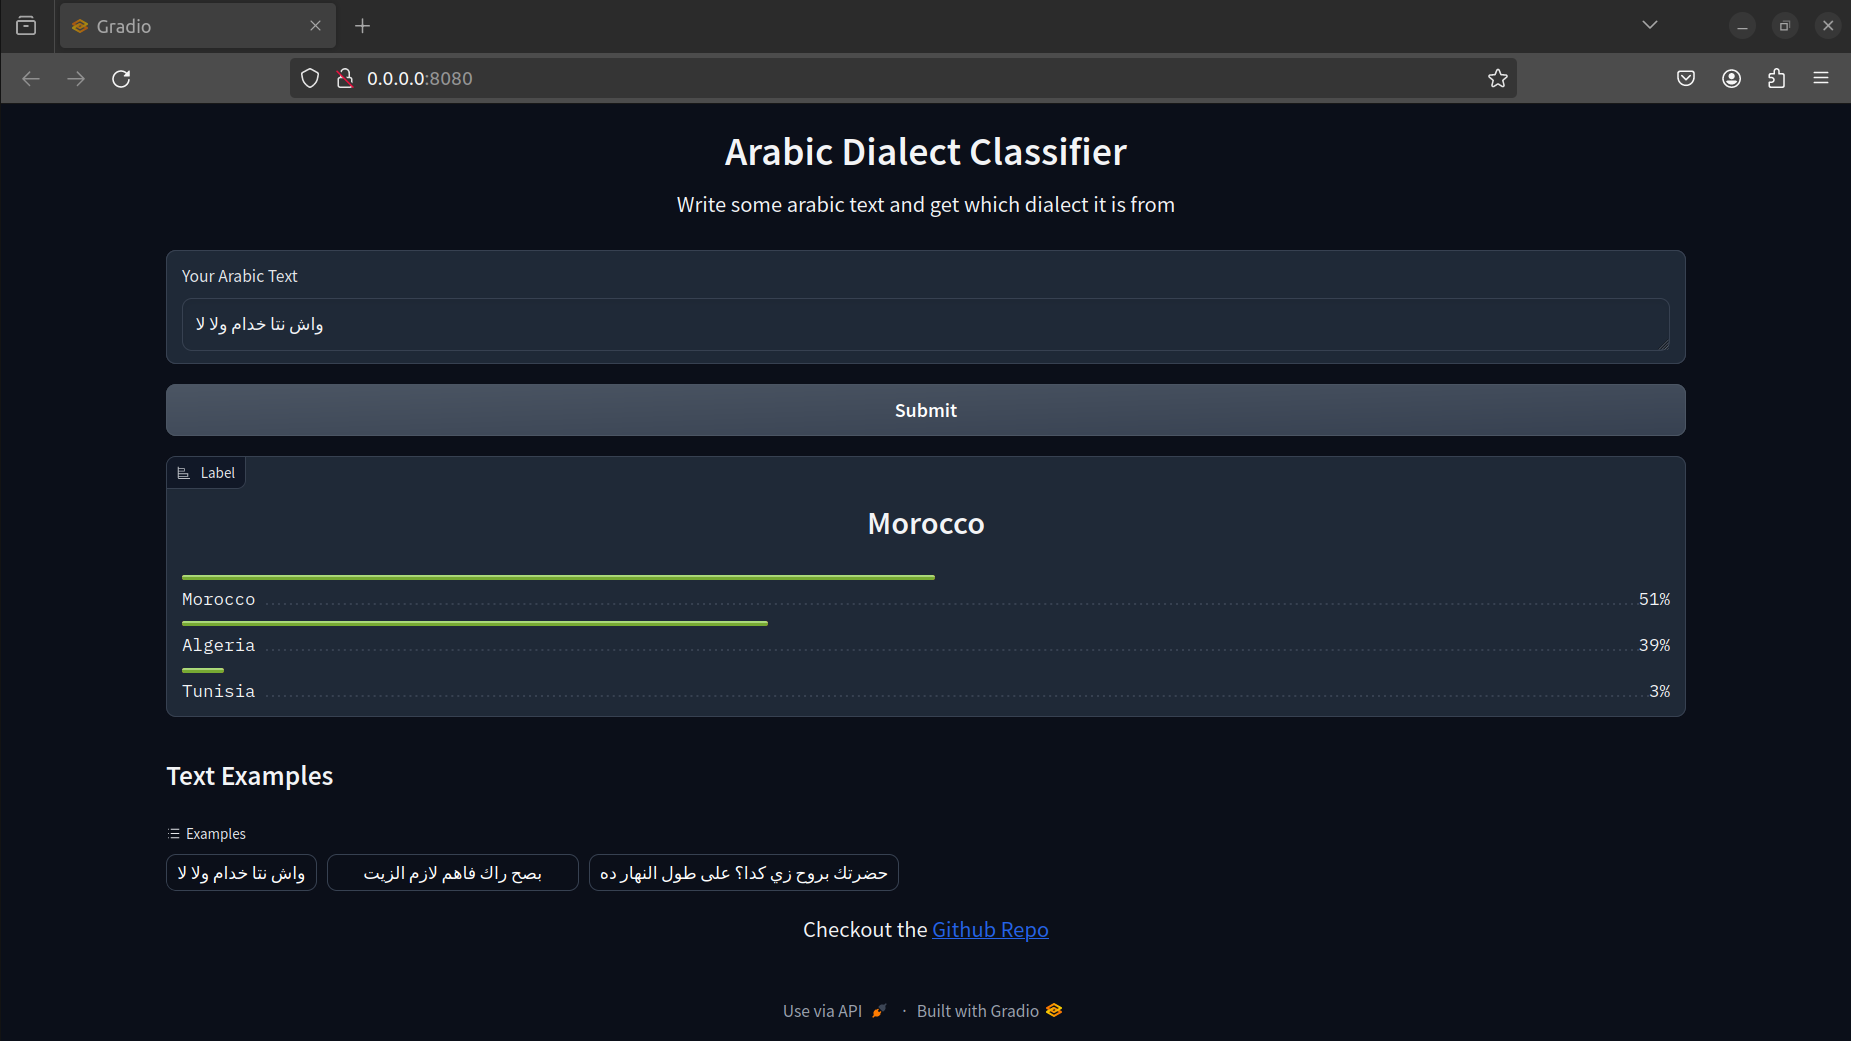 Gradio
0.0.0.0:8080
Arabic Dialect Classifier
Write some arabic text and get which dialect it is from
Your Arabic Text
واش نتا خدام ولا لا
Submit
Label
Morocco
Morocco 51%
Algeria 39%
Tunisia 3%
Text Examples
Examples
واش نتا خدام ولا لا
بصح راك فاهم لازم الزيت
حضرتك بروح زي كدا؟ على طول النهار ده
Checkout the Github Repo
Use via API · Built with Gradio